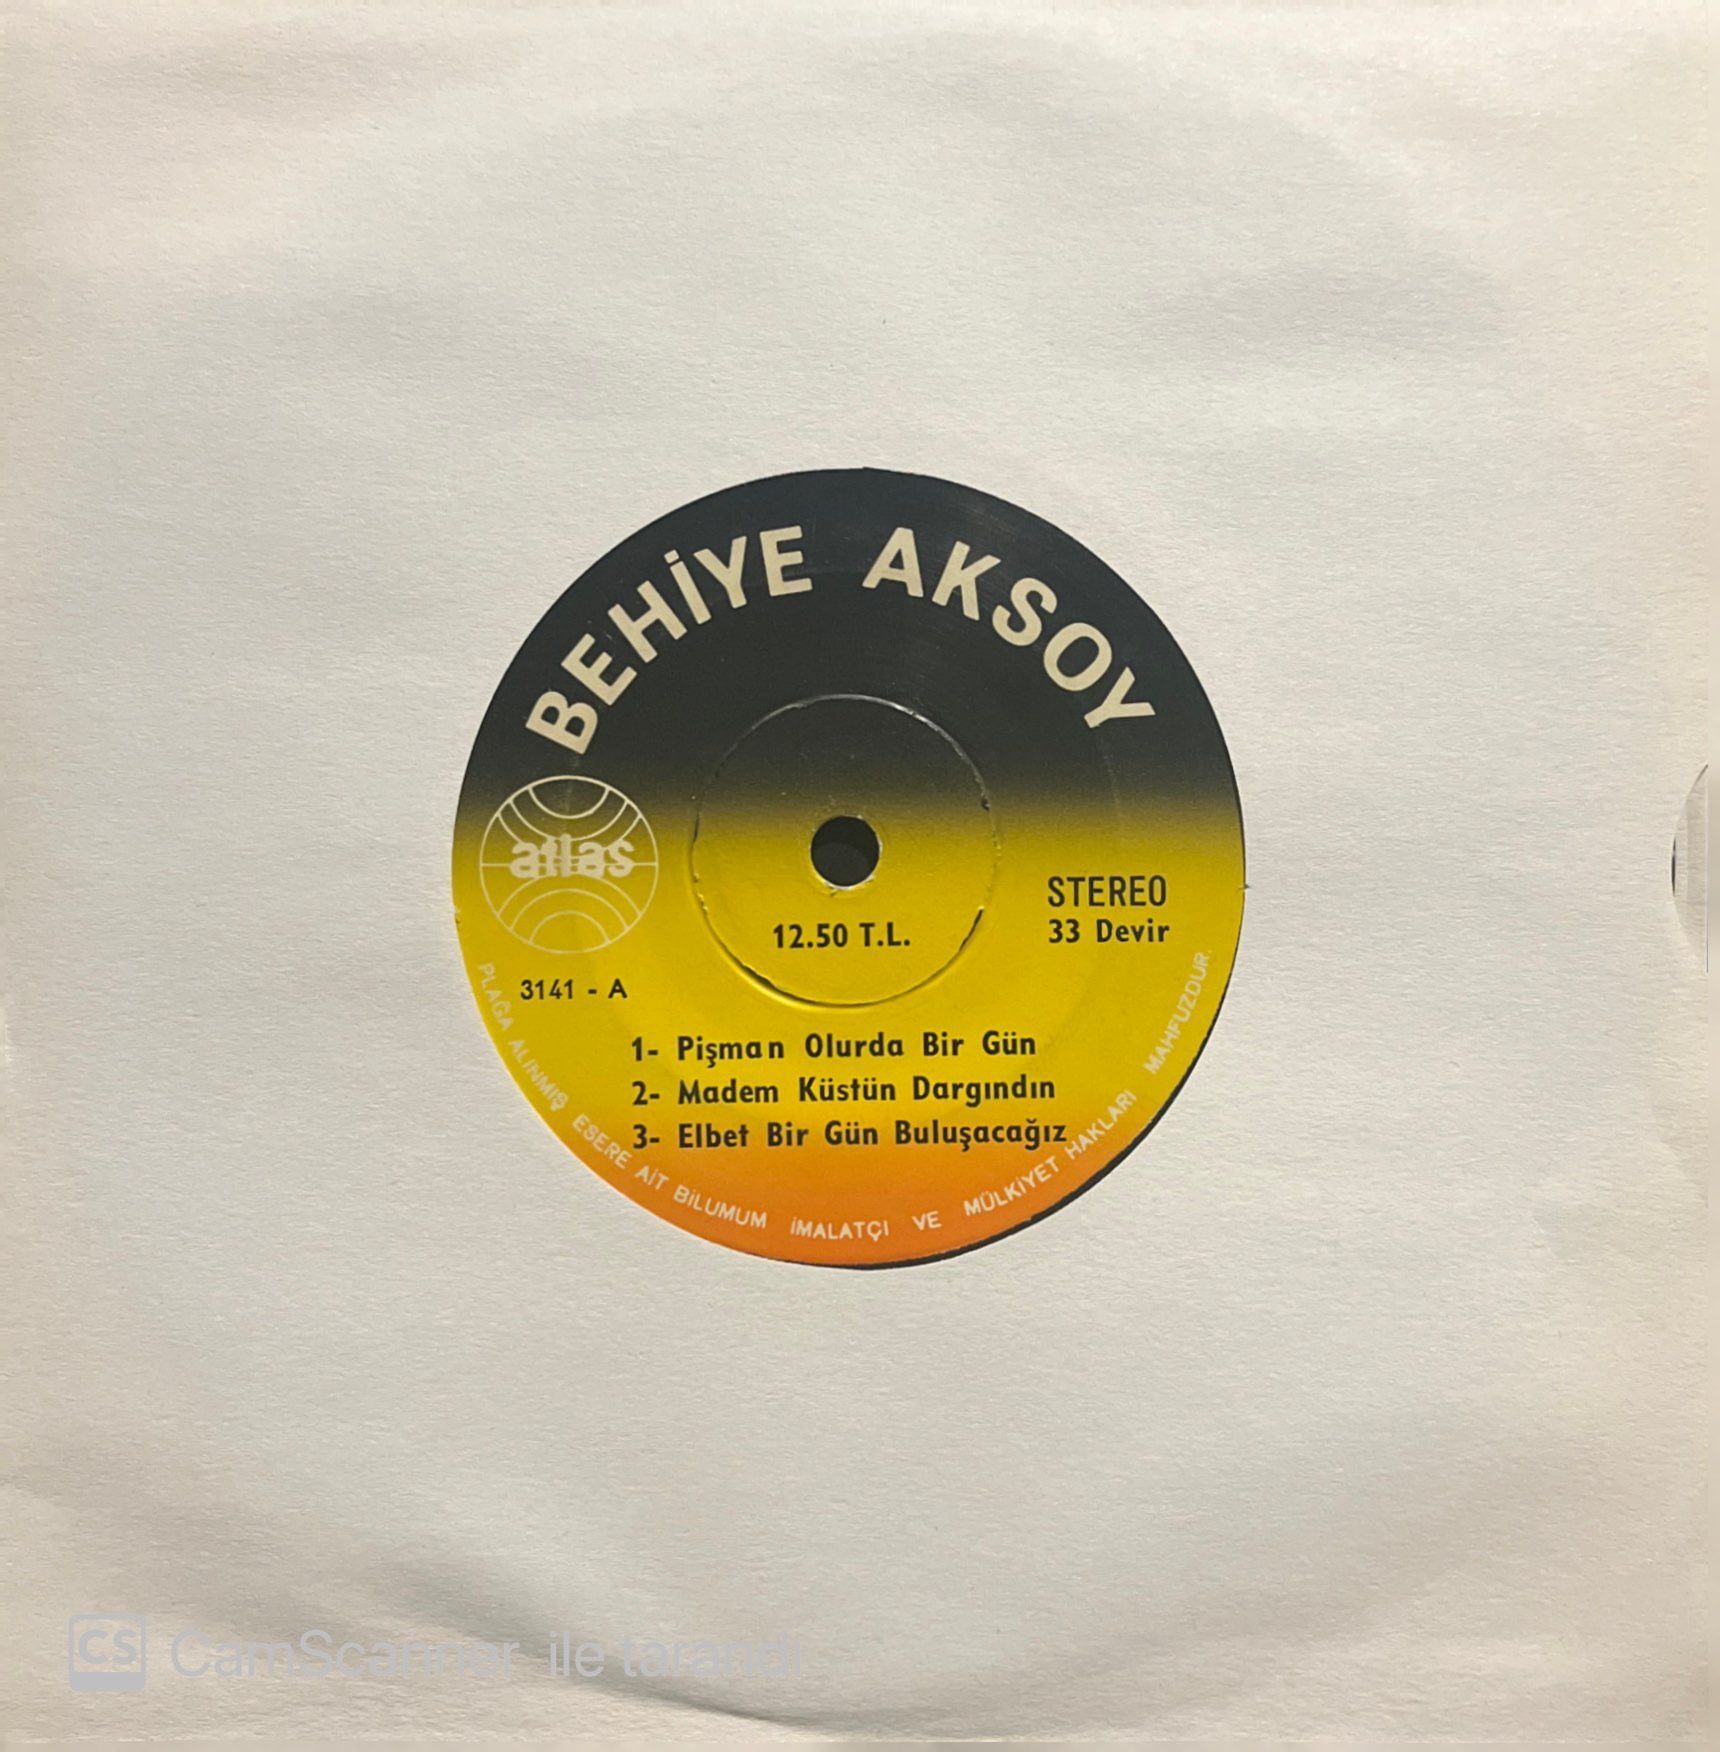 BEHİYE AKSOY
atlas
STEREO
33 Devir
12.50 T.L.
3141 - A
1- Pişman Olurda Bir Gün
2- Madem Küstün Dargındın
3- Elbet Bir Gün Buluşacağız
PLAĞA ALINMIŞ ESERE AİT BİLUMUM İMALATÇI VE MÜLKİYET HAKLARI MAHFUZDUR.
CS CamScanner ile tarandı